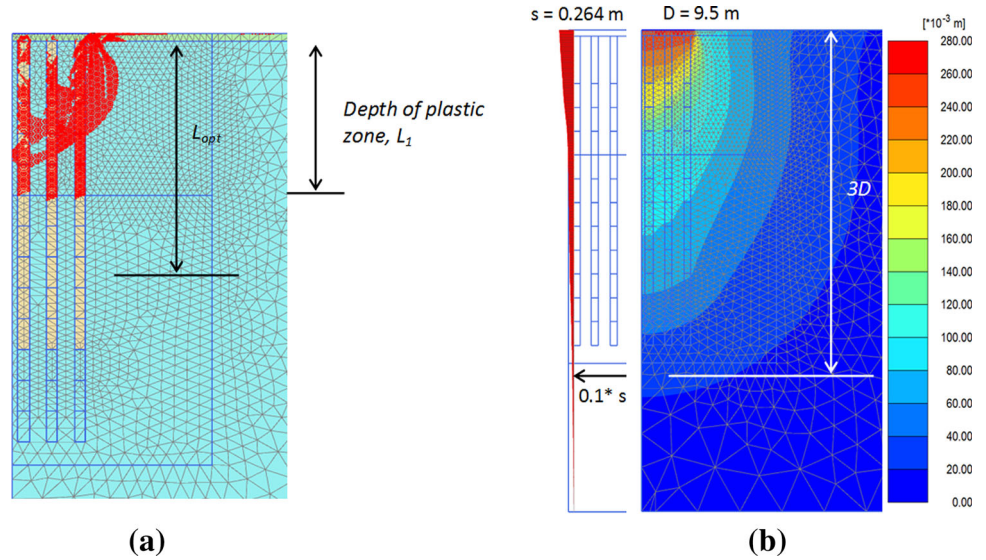 s = 0.264 m
D = 9.5 m
[*10⁻³ m]
280.00
260.00
240.00
220.00
200.00
180.00
160.00
140.00
120.00
100.00
80.00
60.00
40.00
20.00
0.00
Lopt
Depth of plastic
zone, L1
3D
0.1* s
(a)
(b)